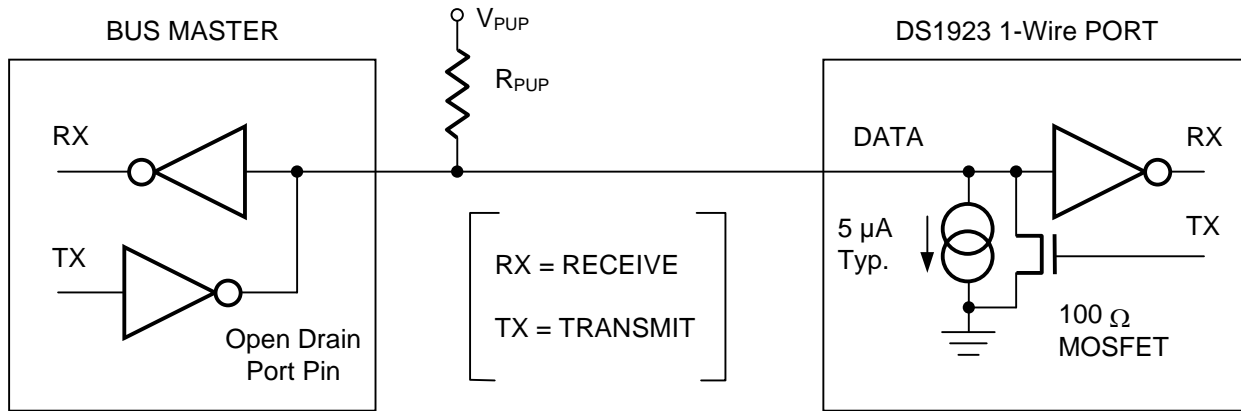 BUS MASTER
RX
TX
Open Drain
Port Pin
VPUP
RPUP
RX = RECEIVE
TX = TRANSMIT
DS1923 1-Wire PORT
DATA
RX
TX
5 µA
Typ.
100 Ω
MOSFET